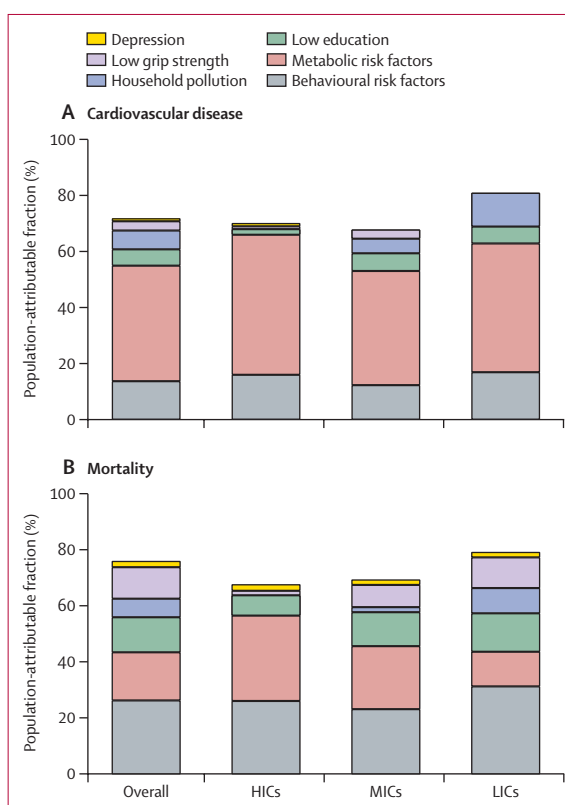 Depression
Low grip strength
Household pollution
Low education
Metabolic risk factors
Behavioural risk factors
A Cardiovascular disease
Population-attributable fraction (%)
100
80
60
40
20
0
B Mortality
Population-attributable fraction (%)
100
80
60
40
20
0
Overall HICs MICs LICs